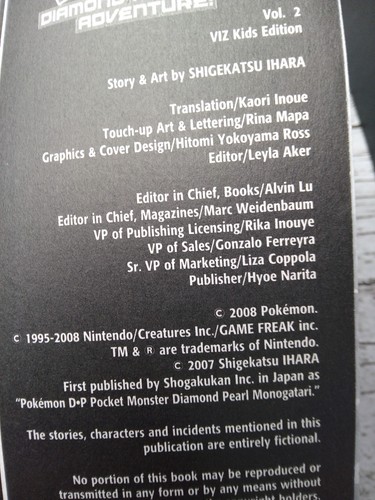 DIAMOND
ADVENTURE!
Vol. 2
VIZ Kids Edition
Story & Art by SHIGEKATSU IHARA
Translation/Kaori Inoue
Touch-up Art & Lettering/Rina Mapa
Graphics & Cover Design/Hitomi Yokoyama Ross
Editor/Leyla Aker
Editor in Chief, Books/Alvin Lu
Editor in Chief, Magazines/Marc Weidenbaum
VP of Publishing Licensing/Rika Inouye
VP of Sales/Gonzalo Ferreyra
Sr. VP of Marketing/Liza Coppola
Publisher/Hyoe Narita
© 2008 Pokémon.
© 1995-2008 Nintendo/Creatures Inc./GAME FREAK inc.
TM & ® are trademarks of Nintendo.
© 2007 Shigekatsu IHARA
First published by Shogakukan Inc. in Japan as
"Pokémon D•P Pocket Monster Diamond Pearl Monogatari."
The stories, characters and incidents mentioned in this
publication are entirely fictional.
No portion of this book may be reproduced or
transmitted in any form or by any means without
holders.